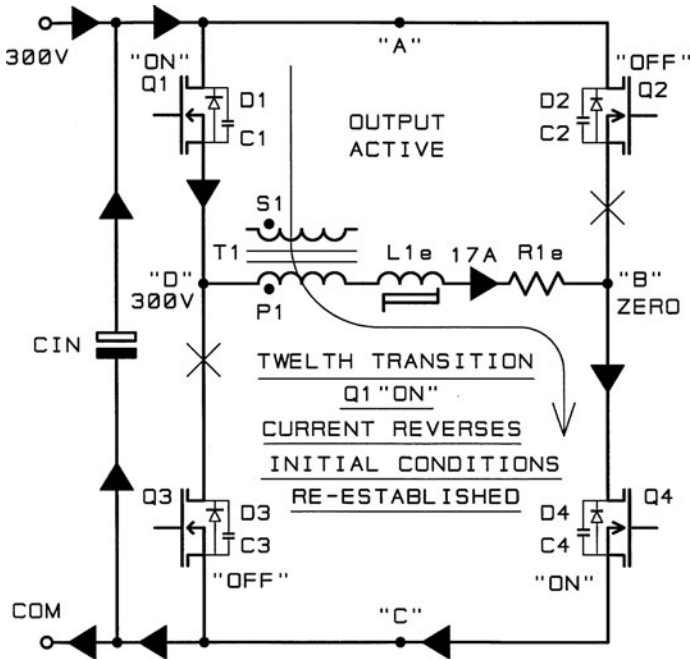 300V
"ON"
Q1
D1
C1
"A"
"OFF"
D2
Q2
C2
OUTPUT
ACTIVE
S1
T1
L1e
17A
R1e
"D"
300V
P1
"B"
ZERO
CIN
TWELTH TRANSITION
Q1 "ON"
CURRENT REVERSES
INITIAL CONDITIONS
RE-ESTABLISHED
Q3
D3
C3
"OFF"
D4
Q4
C4
"ON"
COM
"C"